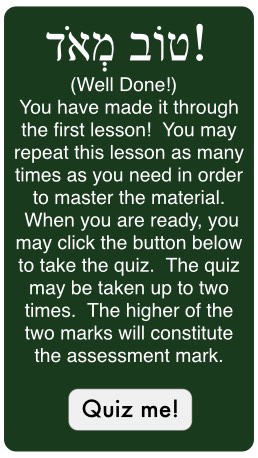 טוֹב מְאֹד!
(Well Done!)
You have made it through
the first lesson! You may
repeat this lesson as many
times as you need in order
to master the material.
When you are ready, you
may click the button below
to take the quiz. The quiz
may be taken up to two
times. The higher of the
two marks will constitute
the assessment mark.
Quiz me!